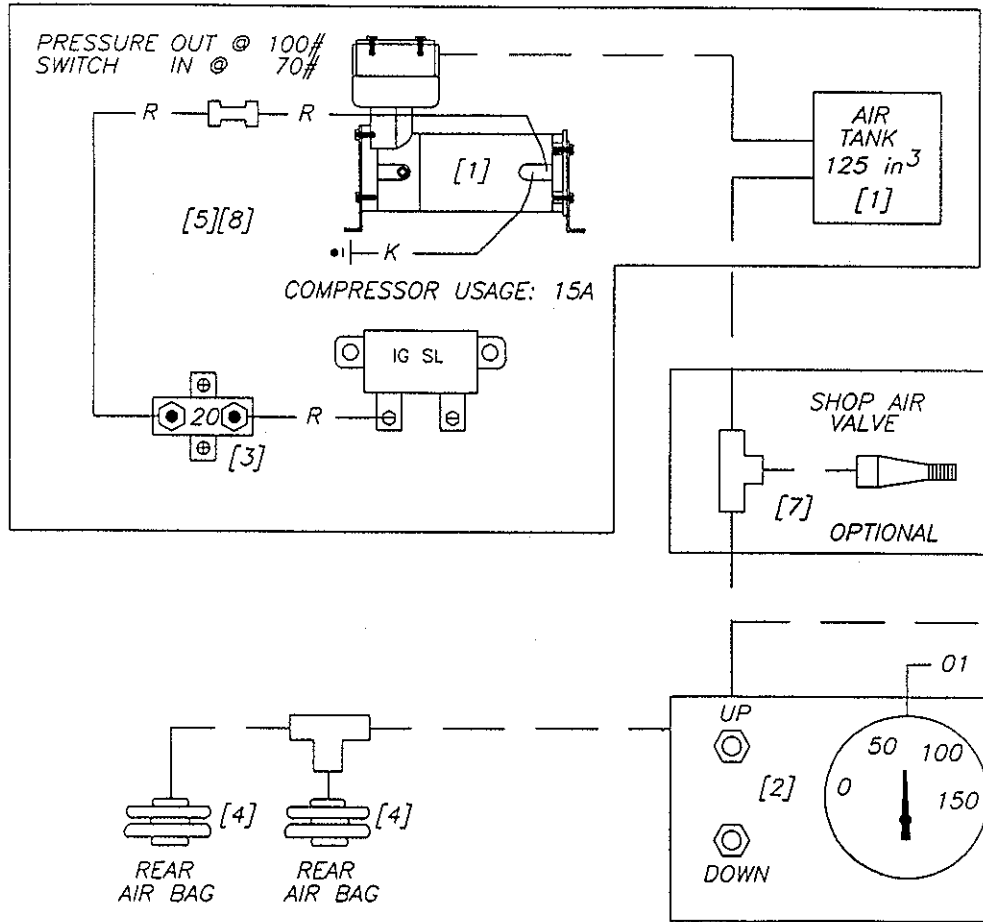 PRESSURE OUT @ 100#
SWITCH IN @ 70#
R
R
AIR
TANK
125 in³
[1]
[1]
[5][8]
K
COMPRESSOR USAGE: 15A
IG SL
20
R
[3]
SHOP AIR
VALVE
[7]
OPTIONAL
01
UP
50
100
0
150
[2]
DOWN
[4]
[4]
REAR
AIR BAG
REAR
AIR BAG